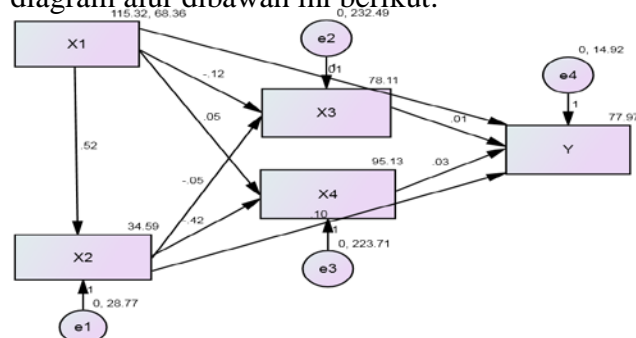 diagram alur dibawah ini berikut:
115.32, 68.36
X1
0, 232.49
e2
1
.01
78.11
X3
0, 14.92
e4
1
77.97
Y
-.12
.05
.52
.01
.03
-.05
-.42
.10
95.13
X4
1
0, 223.71
e3
34.59
X2
1
0, 28.77
e1